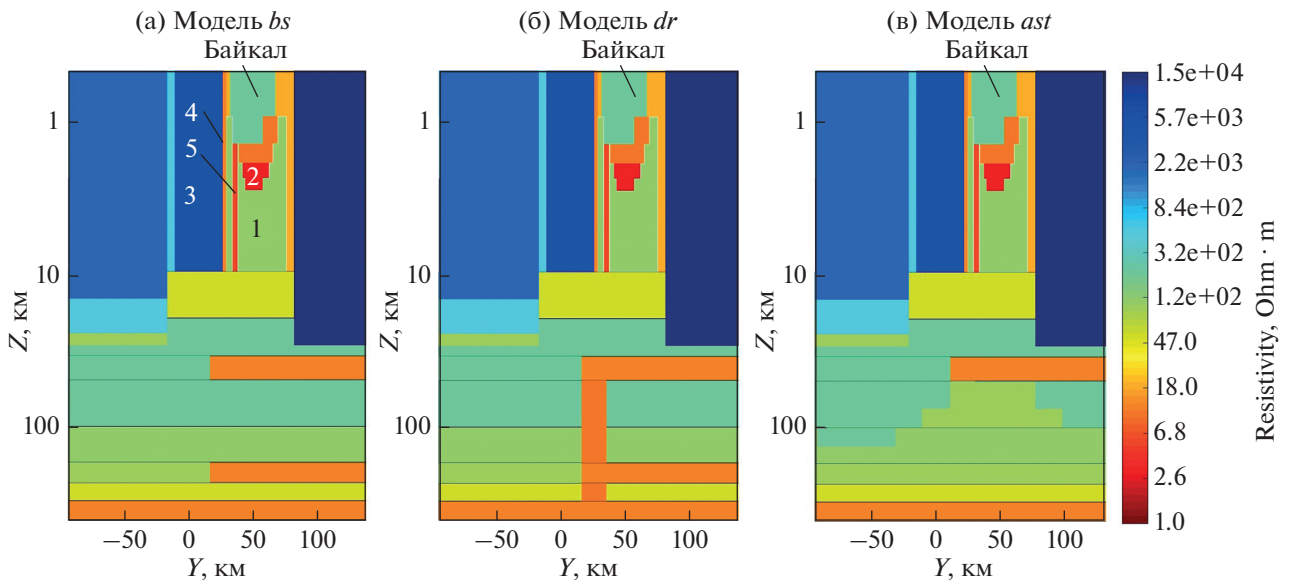 (а) Модель bs
(б) Модель dr
(в) Модель ast
Байкал
Байкал
Байкал
1
10
100
Z, км
4
5
3
2
1
−50
0
50
100
Y, км
1
10
100
Z, км
−50
0
50
100
Y, км
1
10
100
Z, км
−50
0
50
100
Y, км
1.5e+04
5.7e+03
2.2e+03
8.4e+02
3.2e+02
1.2e+02
47.0
18.0
6.8
2.6
1.0
Resistivity, Ohm · m